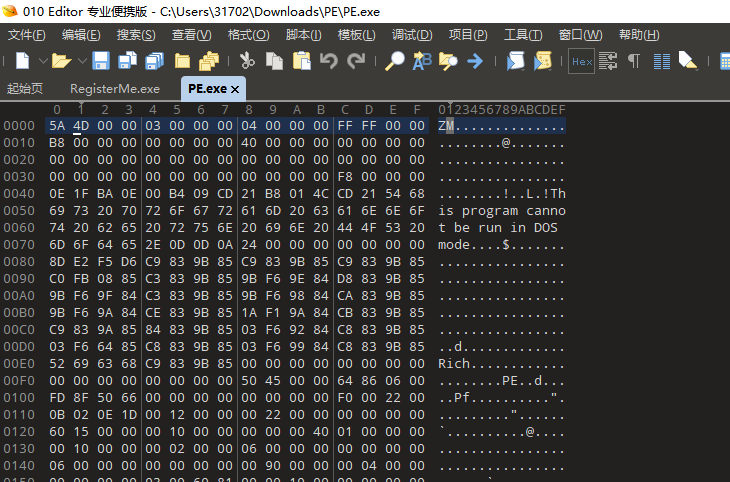 010 Editor 专业便携版 - C:\Users\31702\Downloads\PE\PE.exe
文件(F) 编辑(E) 搜索(S) 查看(V) 格式(O) 脚本(I) 模板(L) 调试(D) 项目(P) 工具(T) 窗口(W) 帮助(H)
Hex
起始页 RegisterMe.exe PE.exe ×
0 1 2 3 4 5 6 7 8 9 A B C D E F 0123456789ABCDEF
0000 5A 4D 00 00 03 00 00 00 04 00 00 00 FF FF 00 00 ZM..............
0010 B8 00 00 00 00 00 00 00 40 00 00 00 00 00 00 00 ........@.......
0020 00 00 00 00 00 00 00 00 00 00 00 00 00 00 00 00 ................
0030 00 00 00 00 00 00 00 00 00 00 00 00 F8 00 00 00 ................
0040 0E 1F BA 0E 00 B4 09 CD 21 B8 01 4C CD 21 54 68 ........!..L.!Th
0050 69 73 20 70 72 6F 67 72 61 6D 20 63 61 6E 6E 6F is program canno
0060 74 20 62 65 20 72 75 6E 20 69 6E 20 44 4F 53 20 t be run in DOS
0070 6D 6F 64 65 2E 0D 0D 0A 24 00 00 00 00 00 00 00 mode....$.......
0080 8D E2 F5 D6 C9 83 9B 85 C9 83 9B 85 C9 83 9B 85 ................
0090 C0 FB 08 85 C3 83 9B 85 9B F6 9E 84 D8 83 9B 85 ................
00A0 9B F6 9F 84 C3 83 9B 85 9B F6 98 84 CA 83 9B 85 ................
00B0 9B F6 9A 84 CE 83 9B 85 1A F1 9A 84 CB 83 9B 85 ................
00C0 C9 83 9A 85 84 83 9B 85 03 F6 92 84 C8 83 9B 85 ................
00D0 03 F6 64 85 C8 83 9B 85 03 F6 99 84 C8 83 9B 85 ..d.............
00E0 52 69 63 68 C9 83 9B 85 00 00 00 00 00 00 00 00 Rich............
00F0 00 00 00 00 00 00 00 00 50 45 00 00 64 86 06 00 ........PE..d...
0100 FD 8F 50 66 00 00 00 00 00 00 00 00 F0 00 22 00 ..Pf..........".
0110 0B 02 0E 1D 00 12 00 00 00 22 00 00 00 00 00 00 ........."......
0120 60 15 00 00 00 10 00 00 00 00 00 40 01 00 00 00 `..........@....
0130 00 10 00 00 00 02 00 00 06 00 00 00 00 00 00 00 ................
0140 06 00 00 00 00 00 00 00 00 90 00 00 00 04 00 00 ................